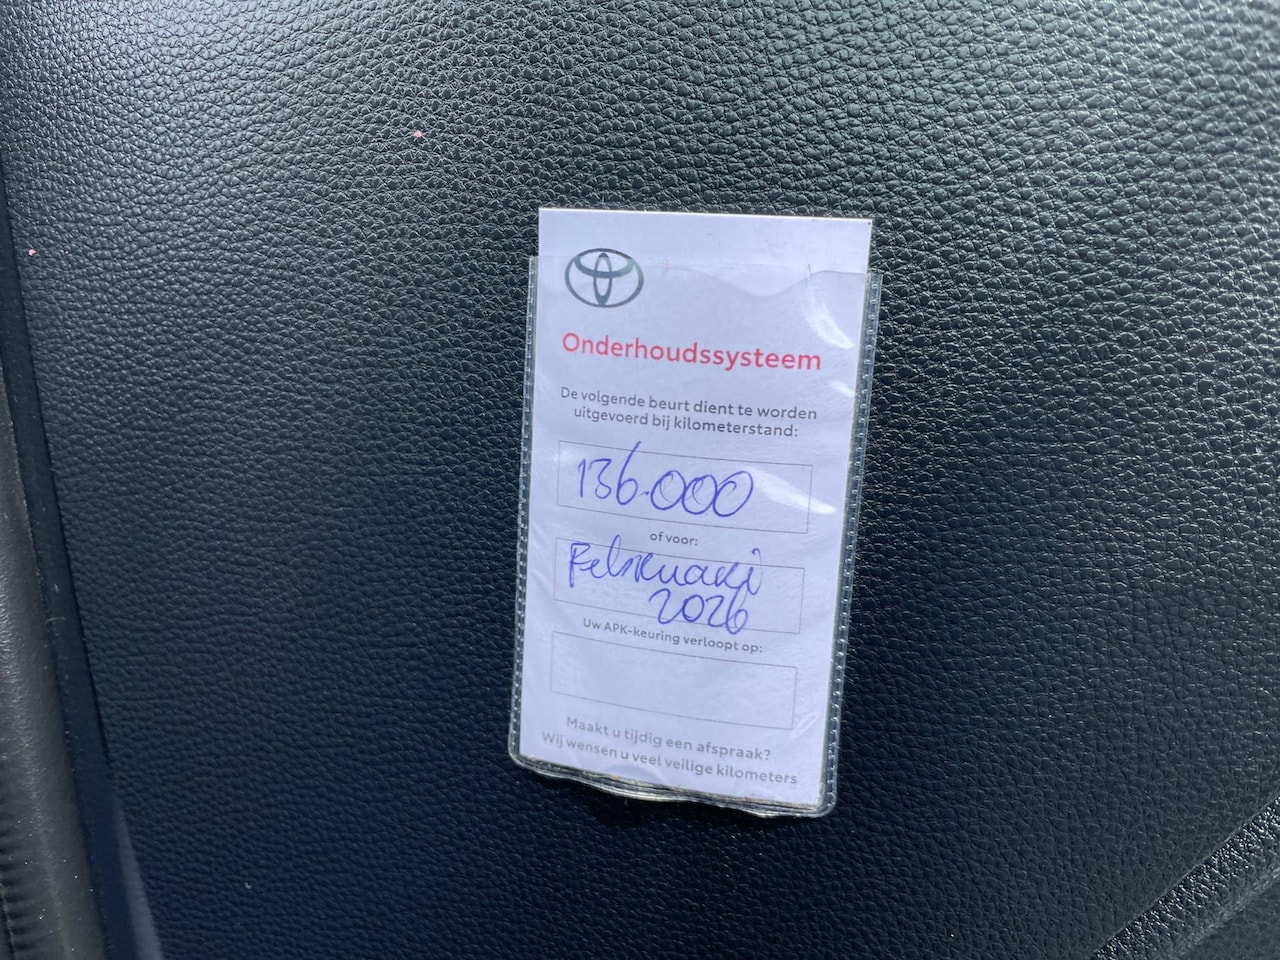 Onderhoudssysteem
De volgende beurt dient te worden
uitgevoerd bij kilometerstand:
136.000
of voor:
Februari
2026
Uw APK-keuring verloopt op:
Maakt u tijdig een afspraak?
Wij wensen u veel veilige kilometers